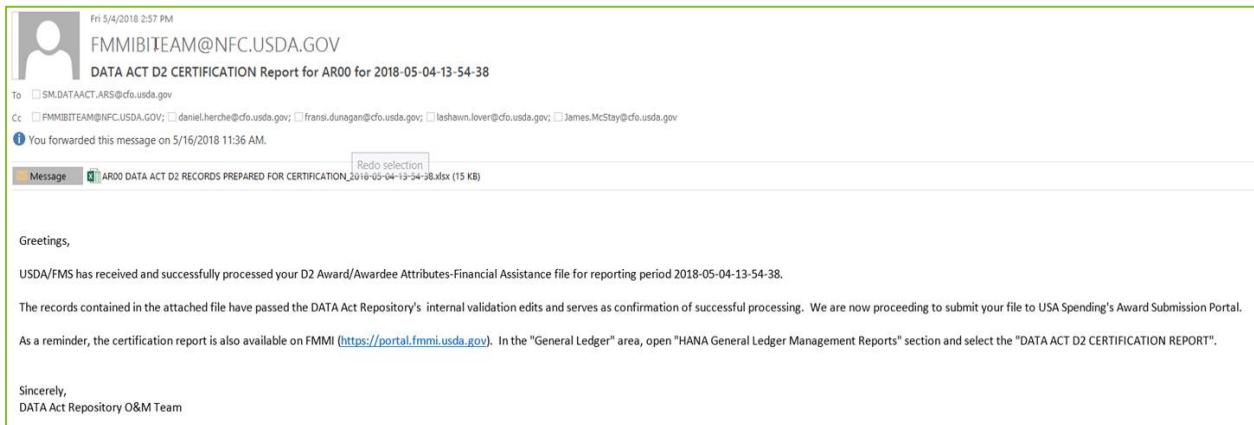 Fri 5/4/2018 2:57 PM
FMMIBITEAM@NFC.USDA.GOV
DATA ACT D2 CERTIFICATION Report for AR00 for 2018-05-04-13-54-38
To SM.DATAACT.ARS@cfo.usda.gov
Cc FMMIBITEAM@NFC.USDA.GOV; daniel.herche@cfo.usda.gov; fransi.dunagan@cfo.usda.gov; lashawn.lover@cfo.usda.gov; James.McStay@cfo.usda.gov
You forwarded this message on 5/16/2018 11:36 AM.
Redo selection
Message AR00 DATA ACT D2 RECORDS PREPARED FOR CERTIFICATION_2018-05-04-13-54-38.xlsx (15 KB)
Greetings,
USDA/FMS has received and successfully processed your D2 Award/Awardee Attributes-Financial Assistance file for reporting period 2018-05-04-13-54-38.
The records contained in the attached file have passed the DATA Act Repository's internal validation edits and serves as confirmation of successful processing. We are now proceeding to submit your file to USA Spending's Award Submission Portal.
As a reminder, the certification report is also available on FMMI (https://portal.fmmi.usda.gov). In the "General Ledger" area, open "HANA General Ledger Management Reports" section and select the "DATA ACT D2 CERTIFICATION REPORT".
Sincerely,
DATA Act Repository O&M Team